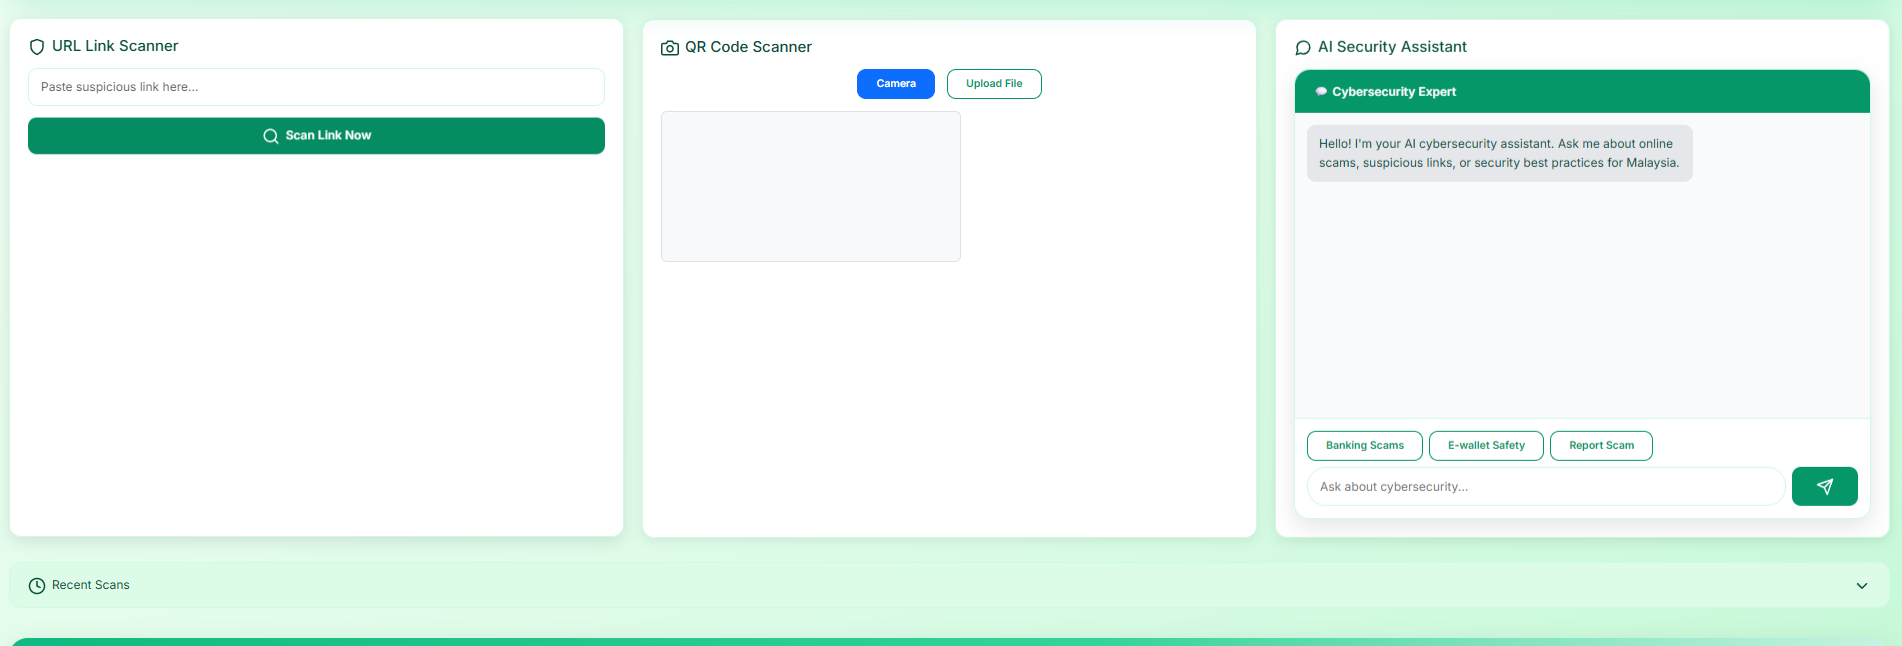 URL Link Scanner
Paste suspicious link here...
Scan Link Now
QR Code Scanner
Camera
Upload File
AI Security Assistant
Cybersecurity Expert
Hello! I'm your AI cybersecurity assistant. Ask me about online
scams, suspicious links, or security best practices for Malaysia.
Banking Scams
E-wallet Safety
Report Scam
Ask about cybersecurity...
Recent Scans